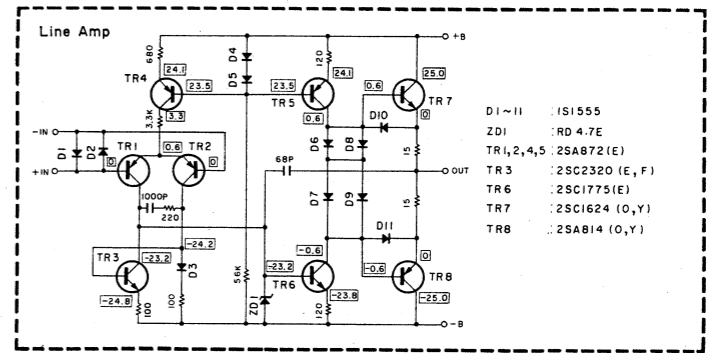 Line Amp
+B
680
D4
120
24.1
D5
24.1
25.0
TR4
23.5
23.5
0.6
TR5
TR7
3.3
0.6
0
3.3K
D10
-IN
TR1
0.6
TR2
D6
D8
15
D1
D2
0
0
68P
OUT
+IN
1000P
220
D7
D9
15
TR3
-24.2
D11
-0.6
0
-23.2
D3
56K
-23.2
TR6
-0.6
TR8
-24.8
-23.8
-25.0
100
100
ZD1
120
-B
D1~11 : 1S1555
ZD1 : RD 4.7E
TR1,2,4,5 : 2SA872(E)
TR3 : 2SC2320 (E, F)
TR6 : 2SC1775(E)
TR7 : 2SC1624 (O,Y)
TR8 : 2SA814 (O,Y)